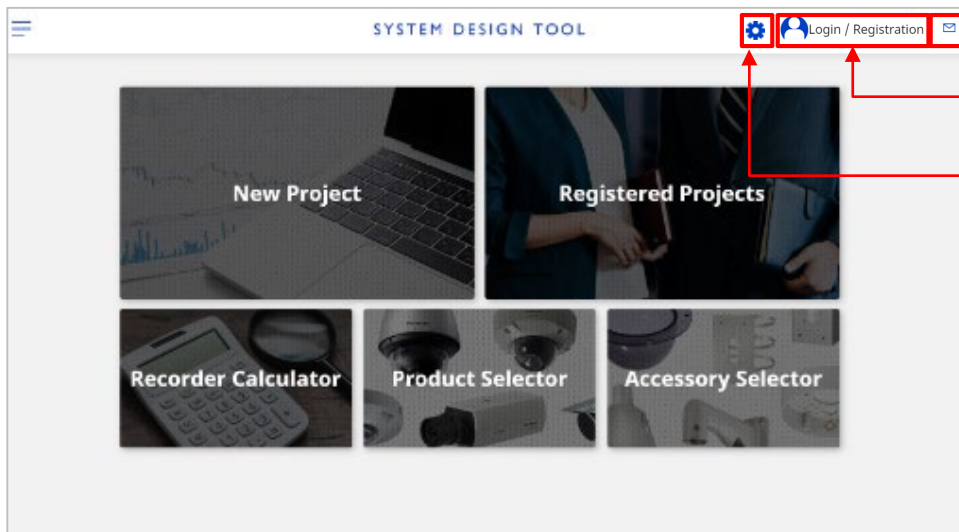 SYSTEM DESIGN TOOL
Login / Registration
New Project
Registered Projects
Recorder Calculator
Product Selector
Accessory Selector